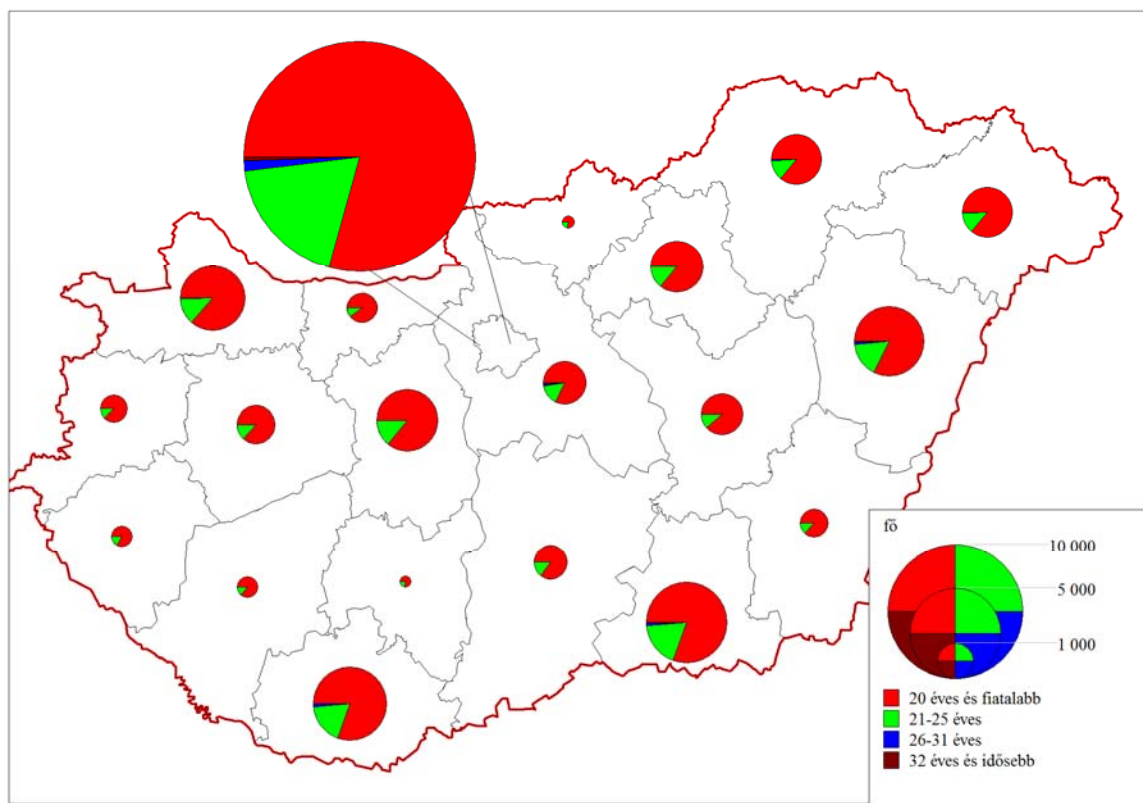 fő
10 000
5 000
1 000
20 éves és fiatalabb
21-25 éves
26-31 éves
32 éves és idősebb